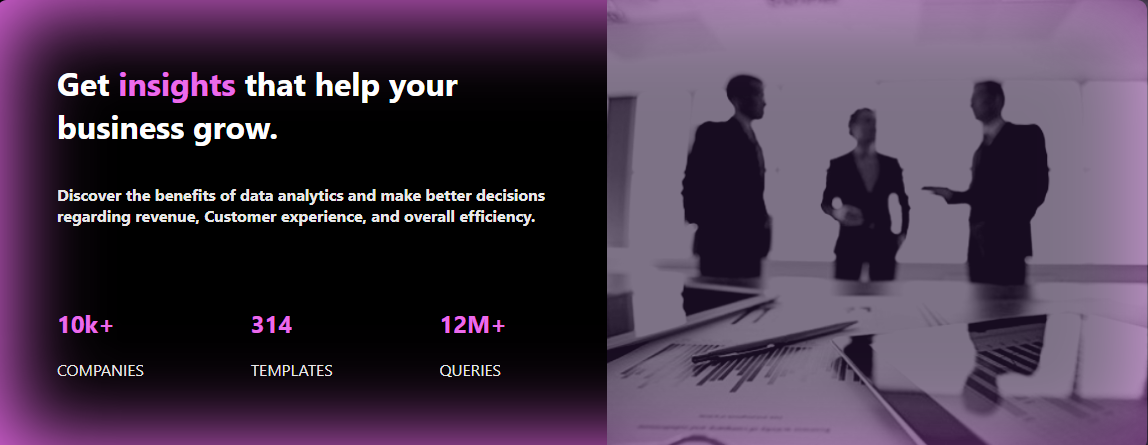 Get insights that help your
business grow.
Discover the benefits of data analytics and make better decisions
regarding revenue, Customer experience, and overall efficiency.
10k+ 314 12M+
COMPANIES TEMPLATES QUERIES